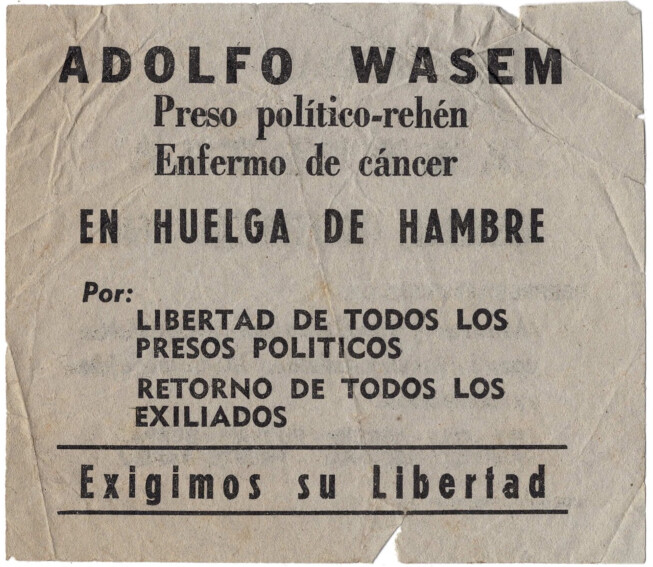 ADOLFO WASEM
Preso político-rehén
Enfermo de cáncer
EN HUELGA DE HAMBRE
Por:
LIBERTAD DE TODOS LOS
PRESOS POLITICOS
RETORNO DE TODOS LOS
EXILIADOS
Exigimos su Libertad